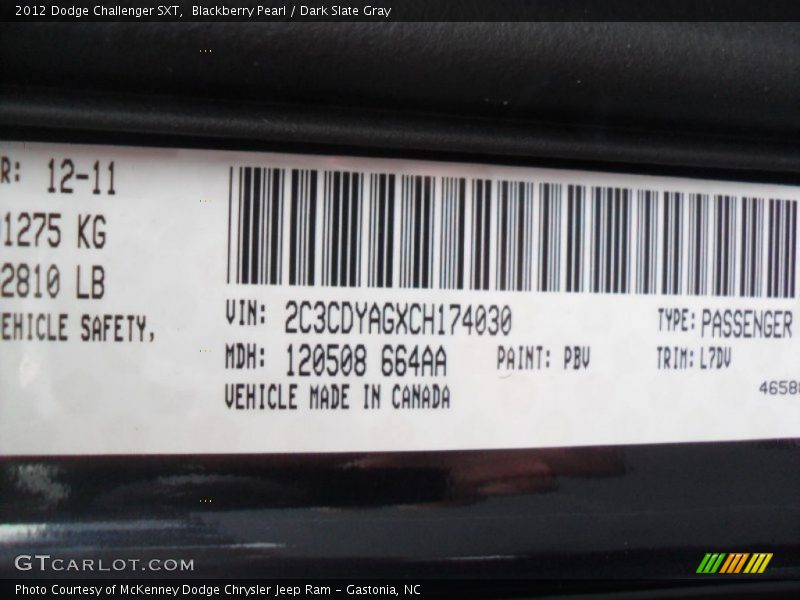 2012 Dodge Challenger SXT,  Blackberry Pearl / Dark Slate Gray
R: 12-11
1275 KG
2810 LB
EHICLE SAFETY,
VIN: 2C3CDYAGXCH174030
TYPE: PASSENGER
MDH: 120508 664AA
PAINT: PBV
TRIM: L7DV
VEHICLE MADE IN CANADA
4658
GTCARLOT.COM
Photo Courtesy of McKenney Dodge Chrysler Jeep Ram - Gastonia, NC